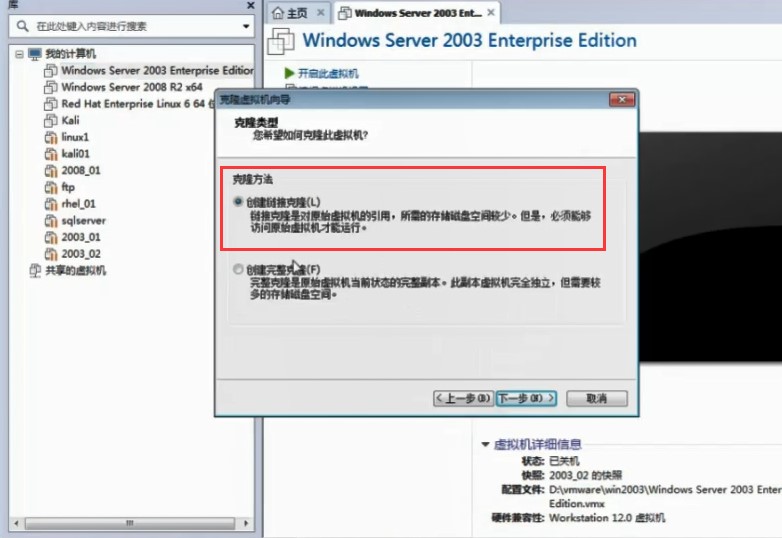 库
主页
Windows Server 2003 Ent...
在此处键入内容进行搜索
Windows Server 2003 Enterprise Edition
我的计算机
Windows Server 2003 Enterprise Edition
Windows Server 2008 R2 x64
Red Hat Enterprise Linux 6 64 位
Kali
linux1
kali01
2008_01
ftp
rhel_01
sqlserver
2003_01
2003_02
共享的虚拟机
开启此虚拟机
克隆虚拟机向导
克隆类型
您希望如何克隆此虚拟机?
克隆方法
创建链接克隆(L)
链接克隆是对原始虚拟机的引用，所需的存储磁盘空间较少。但是，必须能够
访问原始虚拟机才能运行。
创建完整克隆(F)
完整克隆是原始虚拟机当前状态的完整副本。此副本虚拟机完全独立，但需要较
多的存储磁盘空间。
< 上一步(B)
下一步(N) >
取消
虚拟机详细信息
状态: 已关机
快照: 2003_02 的快照
配置文件: D:\vmware\win2003\Windows Server 2003 Enter
Edition.vmx
硬件兼容性: Workstation 12.0 虚拟机